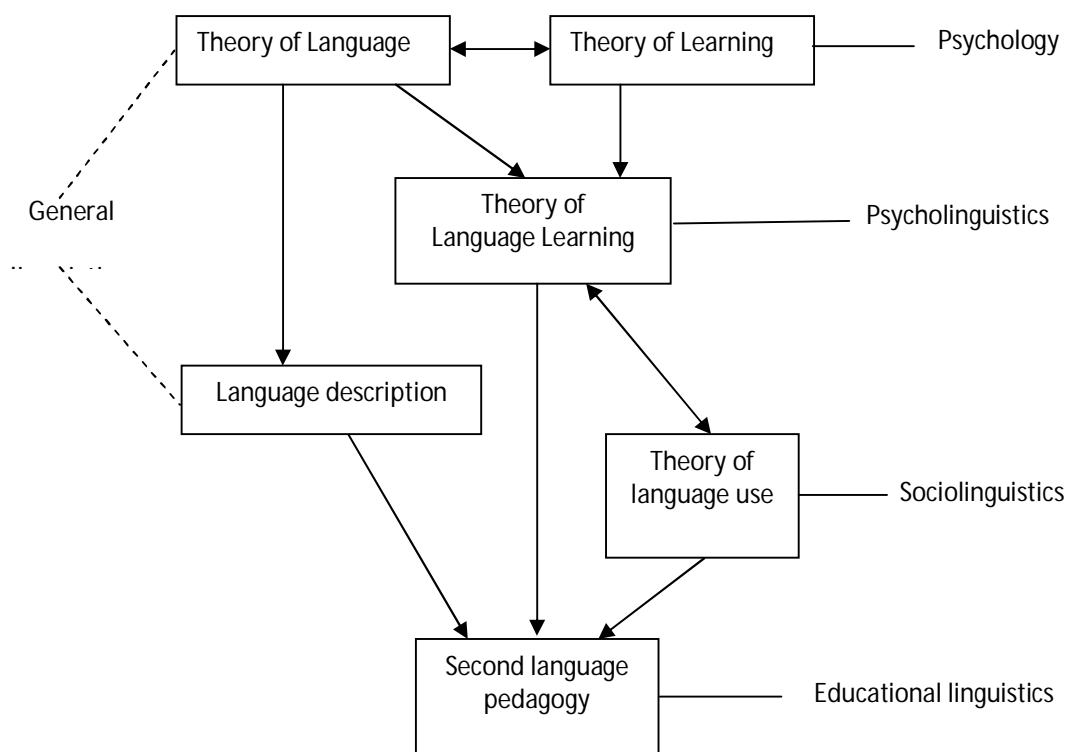 Theory of Language
Theory of Learning
Psychology
Theory of
Language Learning
Psycholinguistics
General
Language description
Theory of
language use
Sociolinguistics
Second language
pedagogy
Educational linguistics